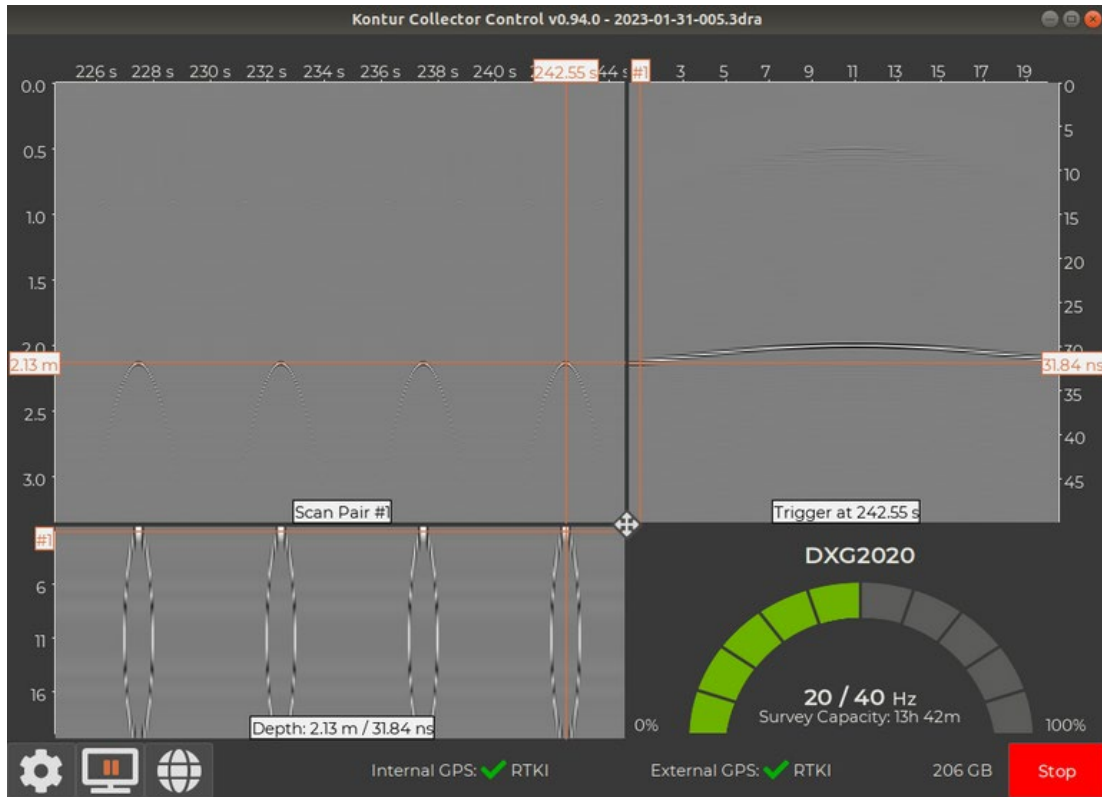 Kontur Collector Control v0.94.0 - 2023-01-31-005.3dra
226 s 228 s 230 s 232 s 234 s 236 s 238 s 240 s 242.55 s 44 s #1 3 5 7 9 11 13 15 17 19
0.0 0
5
0.5
10
1.0 15
20
1.5
25
2.0 30
2.13 m 31.84 ns
35
2.5
40
3.0 45
Scan Pair #1 Trigger at 242.55 s
#1
DXG2020
6
11
16
20 / 40 Hz
Survey Capacity: 13h 42m
0% 100%
Depth: 2.13 m / 31.84 ns
Internal GPS: RTKI External GPS: RTKI 206 GB Stop